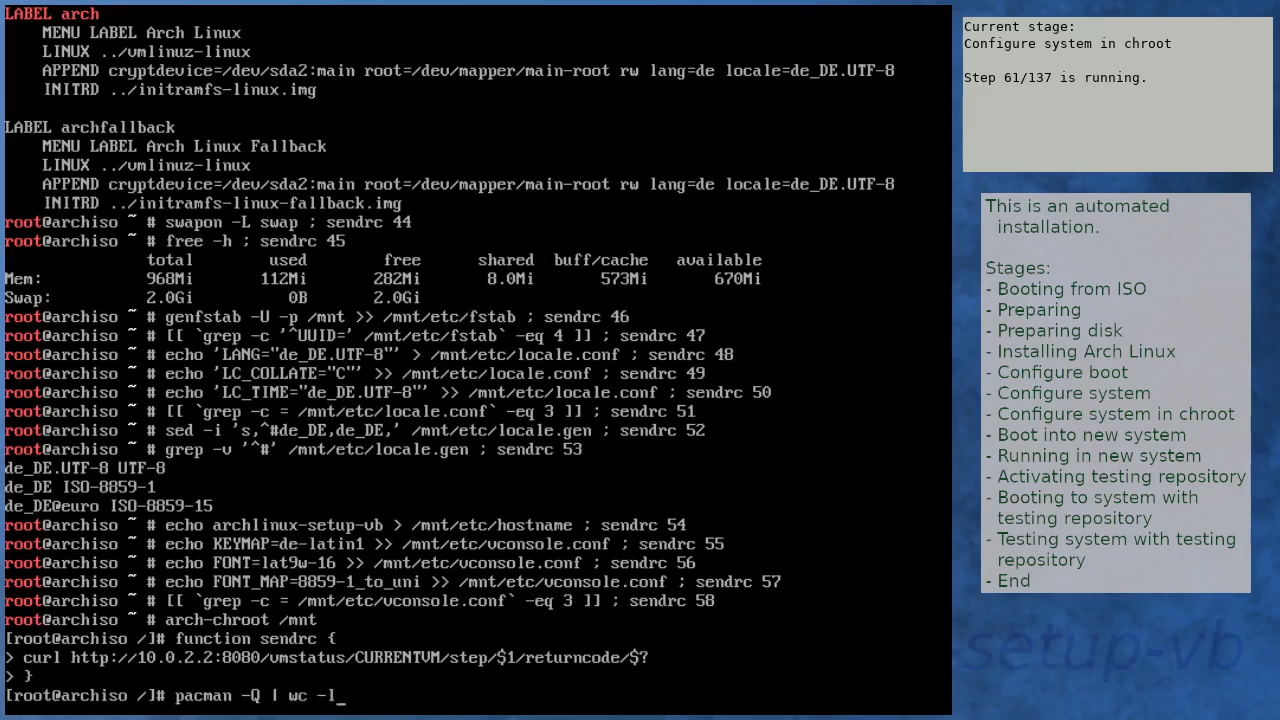 LABEL arch
    MENU LABEL Arch Linux
    LINUX ../vmlinuz-linux
    APPEND cryptdevice=/dev/sda2:main root=/dev/mapper/main-root rw lang=de locale=de_DE.UTF-8
    INITRD ../initramfs-linux.img

LABEL archfallback
    MENU LABEL Arch Linux Fallback
    LINUX ../vmlinuz-linux
    APPEND cryptdevice=/dev/sda2:main root=/dev/mapper/main-root rw lang=de locale=de_DE.UTF-8
    INITRD ../initramfs-linux-fallback.img
root@archiso ~ # swapon -L swap ; sendrc 44
root@archiso ~ # free -h ; sendrc 45
               total        used        free      shared  buff/cache   available
Mem:           968Mi       112Mi       282Mi       8.0Mi       573Mi       670Mi
Swap:          2.0Gi          0B       2.0Gi
root@archiso ~ # genfstab -U -p /mnt >> /mnt/etc/fstab ; sendrc 46
root@archiso ~ # [[ `grep -c '^UUID=' /mnt/etc/fstab` -eq 4 ]] ; sendrc 47
root@archiso ~ # echo 'LANG="de_DE.UTF-8"' > /mnt/etc/locale.conf ; sendrc 48
root@archiso ~ # echo 'LC_COLLATE="C"' >> /mnt/etc/locale.conf ; sendrc 49
root@archiso ~ # echo 'LC_TIME="de_DE.UTF-8"' >> /mnt/etc/locale.conf ; sendrc 50
root@archiso ~ # [[ `grep -c = /mnt/etc/locale.conf` -eq 3 ]] ; sendrc 51
root@archiso ~ # sed -i 's,^#de_DE,de_DE,' /mnt/etc/locale.gen ; sendrc 52
root@archiso ~ # grep -v '^#' /mnt/etc/locale.gen ; sendrc 53
de_DE.UTF-8 UTF-8
de_DE ISO-8859-1
de_DE@euro ISO-8859-15
root@archiso ~ # echo archlinux-setup-vb > /mnt/etc/hostname ; sendrc 54
root@archiso ~ # echo KEYMAP=de-latin1 >> /mnt/etc/vconsole.conf ; sendrc 55
root@archiso ~ # echo FONT=lat9w-16 >> /mnt/etc/vconsole.conf ; sendrc 56
root@archiso ~ # echo FONT_MAP=8859-1_to_uni >> /mnt/etc/vconsole.conf ; sendrc 57
root@archiso ~ # [[ `grep -c = /mnt/etc/vconsole.conf` -eq 3 ]] ; sendrc 58
root@archiso ~ # arch-chroot /mnt
[root@archiso /]# function sendrc {
> curl http://10.0.2.2:8080/vmstatus/CURRENTVM/step/$1/returncode/$?
> }
[root@archiso /]# pacman -Q | wc -l_
Current stage:
Configure system in chroot

Step 61/137 is running.
This is an automated
installation.

Stages:
- Booting from ISO
- Preparing
- Preparing disk
- Installing Arch Linux
- Configure boot
- Configure system
- Configure system in chroot
- Boot into new system
- Running in new system
- Activating testing repository
- Booting to system with
testing repository
- Testing system with testing
repository
- End
-setup-vb